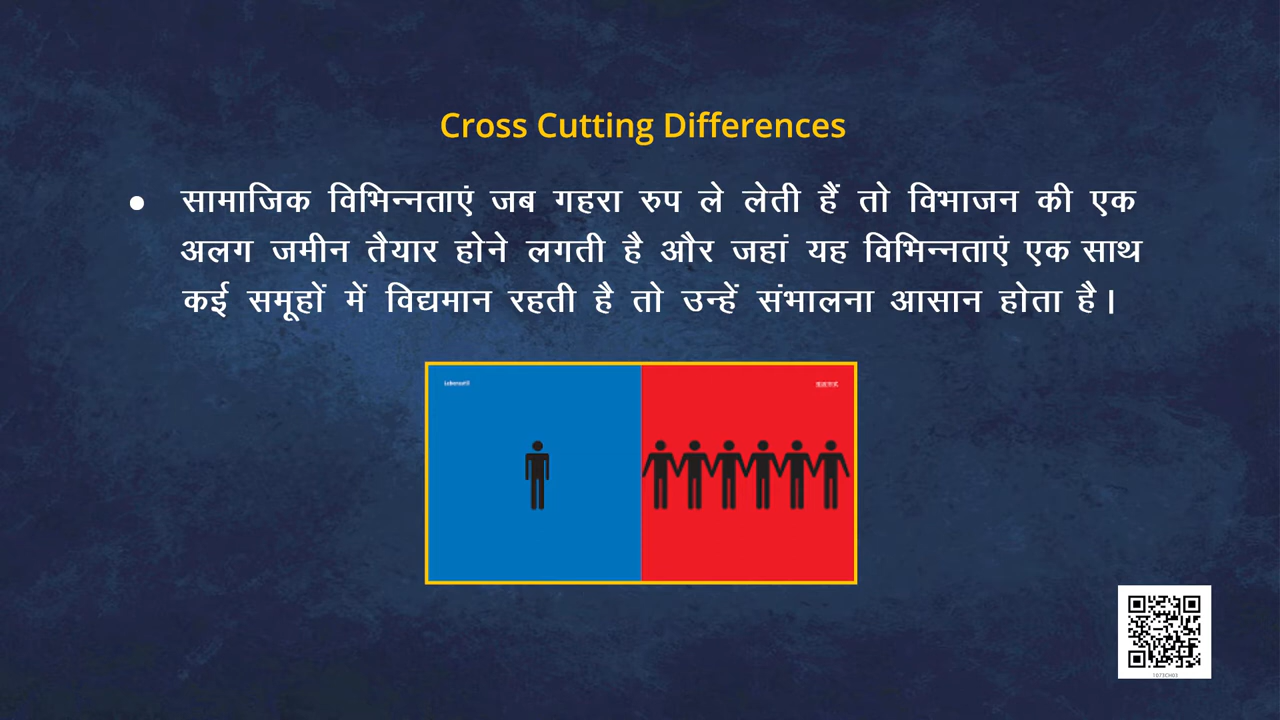 Cross Cutting Differences
• सामाजिक विभिन्नताएं जब गहरा रुप ले लेती हैं तो विभाजन की एक
अलग जमीन तैयार होने लगती है और जहां यह विभिन्नताएं एक साथ
कई समूहों में विद्यमान रहती है तो उन्हें संभालना आसान होता है।
1073CH03